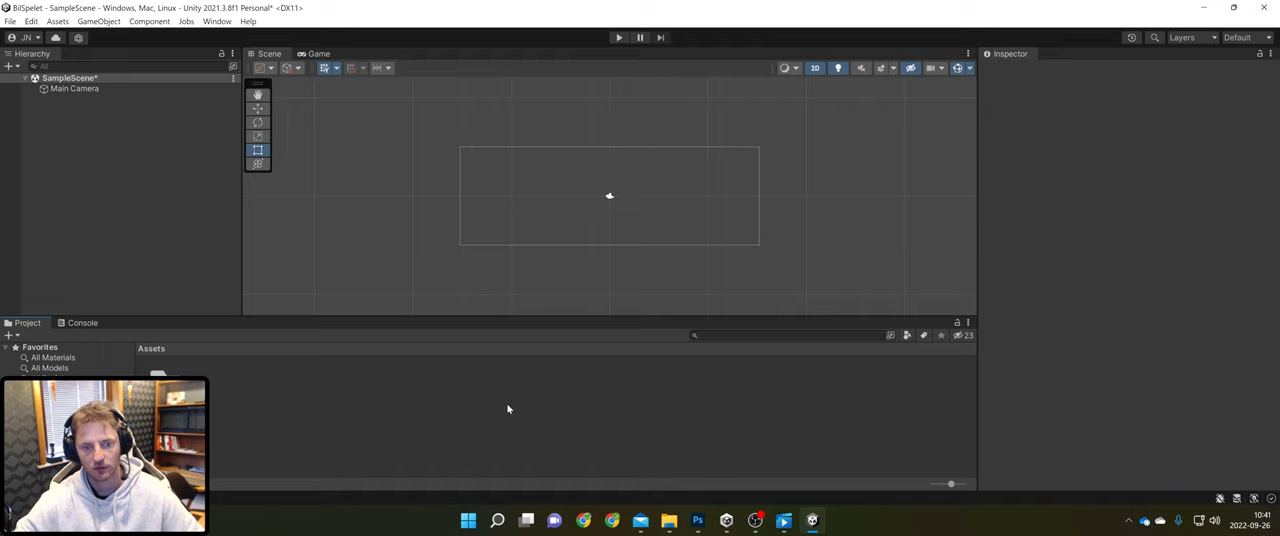 BilSpelet - SampleScene - Windows, Mac, Linux - Unity 2021.3.8f1 Personal* <DX11>
File Edit Assets GameObject Component Jobs Window Help
JN Layers Default
Hierarchy
All
SampleScene*
Main Camera
Scene Game
2D
Inspector
Project Console
23
Favorites
All Materials
All Models
Assets
Ps
10:41
2022-09-26